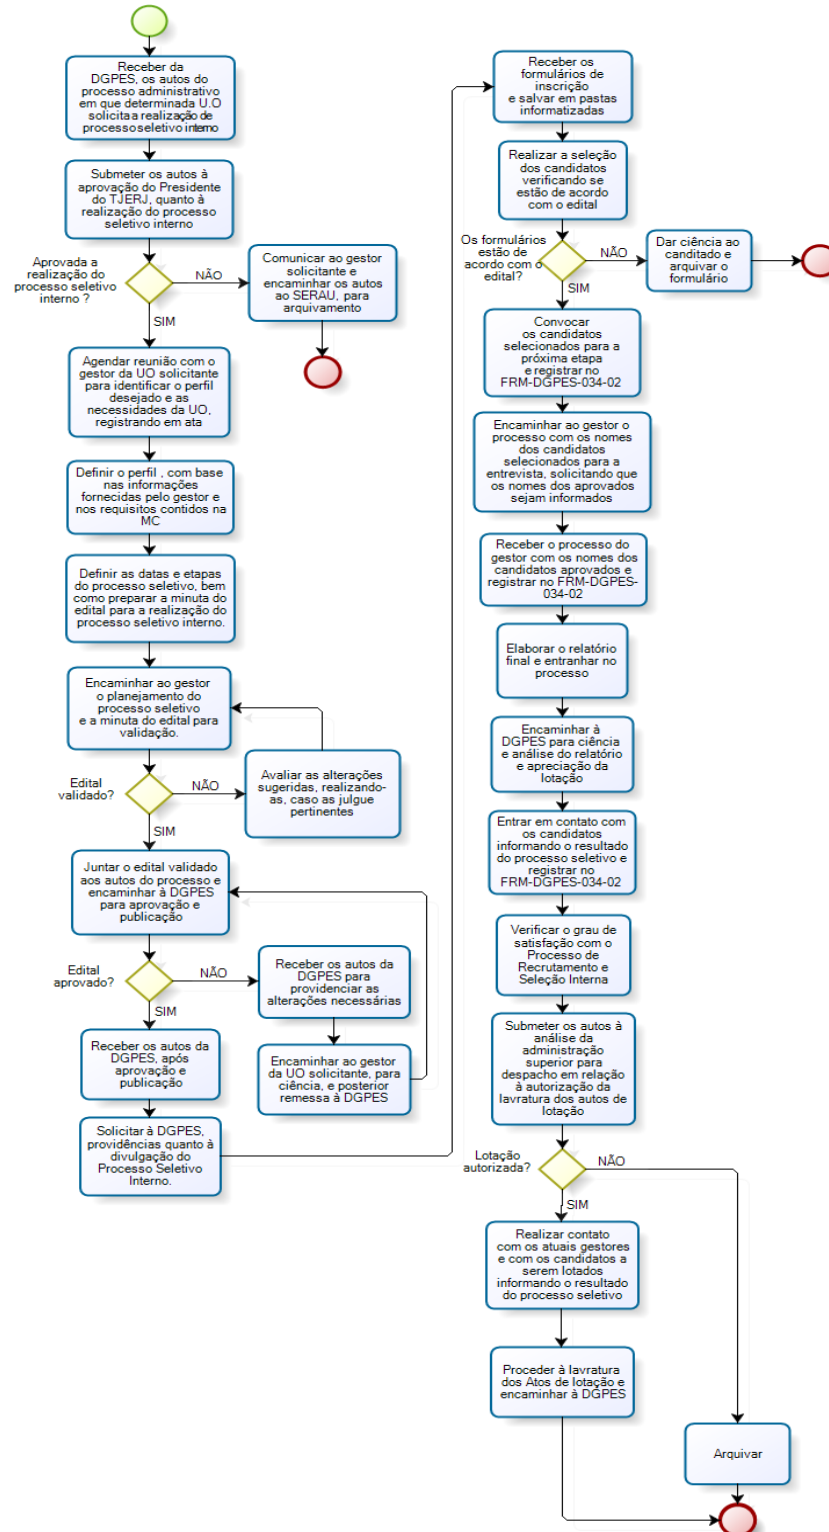 Receber da
DGPES, os autos do
processo administrativo
em que determinada U.O
solicita a realização de
processo seletivo interno
Submeter os autos à
aprovação do Presidente
do TJERJ, quanto à
realização do processo
seletivo interno
Aprovada a
realização do
processo seletivo
interno ?
NÃO
Comunicar ao gestor
solicitante e
encaminhar os autos
ao SERAU, para
arquivamento
SIM
Agendar reunião com o
gestor da UO solicitante
para identificar o perfil
desejado e as
necessidades da UO,
registrando em ata
Definir o perfil , com base
nas informações
fornecidas pelo gestor e
nos requisitos contidos na
MC
Definir as datas e etapas
do processo seletivo, bem
como preparar a minuta do
edital para a realização do
processo seletivo interno.
Encaminhar ao gestor
o planejamento do
processo seletivo
e a minuta do edital para
validação.
Edital
validado?
NÃO
Avaliar as alterações
sugeridas, realizando-
as, caso as julgue
pertinentes
SIM
Juntar o edital validado
aos autos do processo e
encaminhar à DGPES
para aprovação e
publicação
Edital
aprovado?
NÃO
Receber os autos da
DGPES para
providenciar as
alterações necessárias
SIM
Encaminhar ao gestor
da UO solicitante, para
ciência, e posterior
remessa à DGPES
Receber os autos da
DGPES, após
aprovação e
publicação
Solicitar à DGPES,
providências quanto à
divulgação do
Processo Seletivo
Interno.
Receber os
formulários de
inscrição
e salvar em pastas
informatizadas
Realizar a seleção
dos candidatos
verificando se
estão de acordo
com o edital
Os formulários
estão de
acordo com o
edital?
NÃO
Dar ciência ao
canditado e
arquivar o
formulário
SIM
Convocar
os candidatos
selecionados para a
próxima etapa
e registrar no
FRM-DGPES-034-02
Encaminhar ao gestor o
processo com os nomes
dos candidatos
selecionados para a
entrevista, solicitando que
os nomes dos aprovados
sejam informados
Receber o processo do
gestor com os nomes dos
candidatos aprovados e
registrar no FRM-DGPES-
034-02
Elaborar o relatório
final e entranhar no
processo
Encaminhar à
DGPES para ciência
e análise do relatório
e apreciação da
lotação
Entrar em contato com
os candidatos
informando o resultado
do processo seletivo e
registrar no
FRM-DGPES-034-02
Verificar o grau de
satisfação com o
Processo de
Recrutamento e
Seleção Interna
Submeter os autos à
análise da
administração
superior para
despacho em relação
à autorização da
lavratura dos autos de
lotação
Lotação
autorizada?
NÃO
SIM
Realizar contato
com os atuais gestores
e com os candidatos a
serem lotados
informando o resultado
do processo seletivo
Proceder à lavratura
dos Atos de lotação e
encaminhar à DGPES
Arquivar